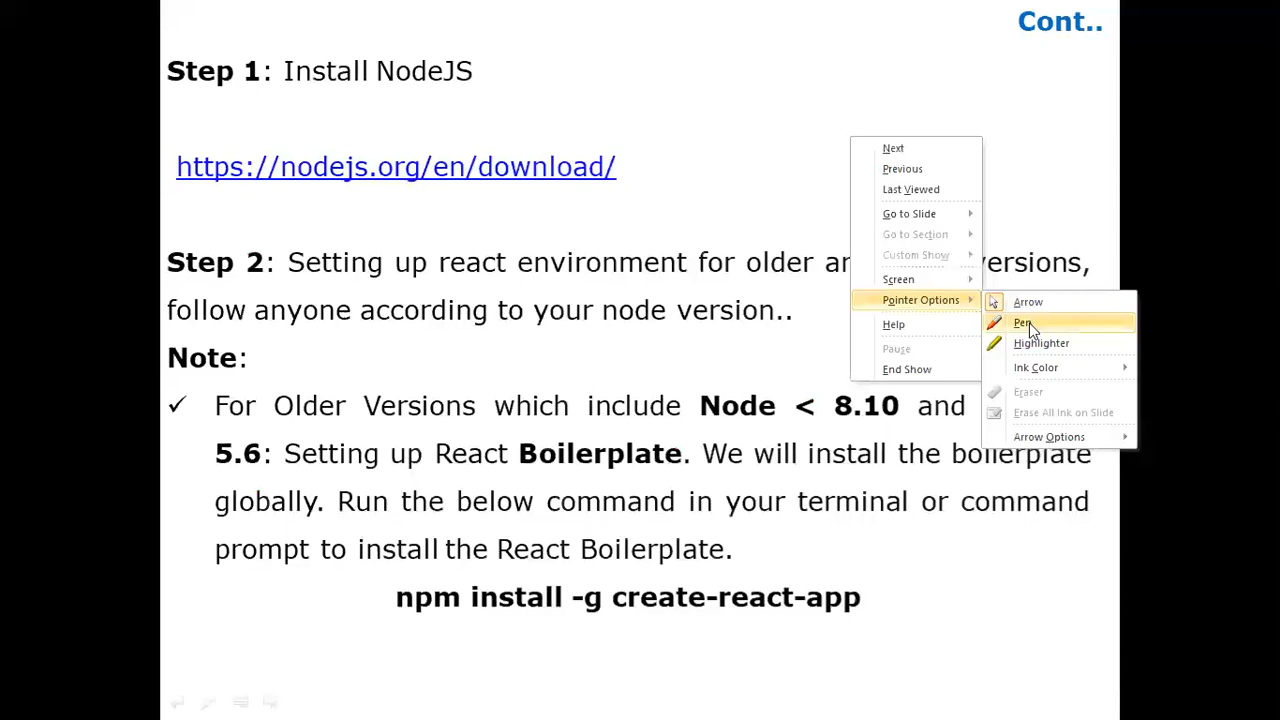 Cont..
Step 1: Install NodeJS
https://nodejs.org/en/download/
Step 2: Setting up react environment for older ersions,
follow anyone according to your node version..
Note:
✓ For Older Versions which include Node < 8.10 and
5.6: Setting up React Boilerplate. We will install the boilerplate
globally. Run the below command in your terminal or command
prompt to install the React Boilerplate.
npm install -g create-react-app
Next
Previous
Last Viewed
Go to Slide
Go to Section
Custom Show
Screen
Pointer Options
Help
Pause
End Show
Arrow
Pen
Highlighter
Ink Color
Eraser
Erase All Ink on Slide
Arrow Options